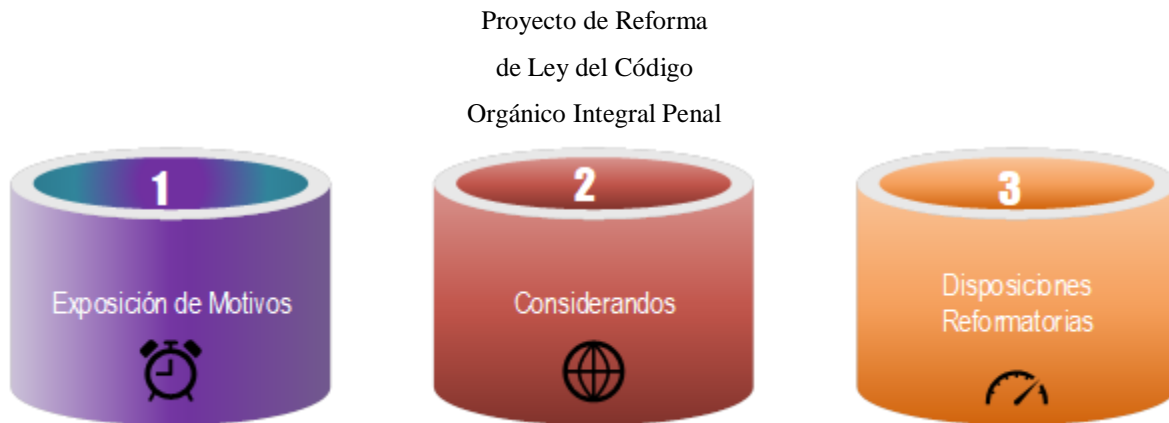 Proyecto de Reforma
de Ley del Código
Orgánico Integral Penal
1
Exposición de Motivos
2
Considerandos
3
Disposiciones
Reformatorias